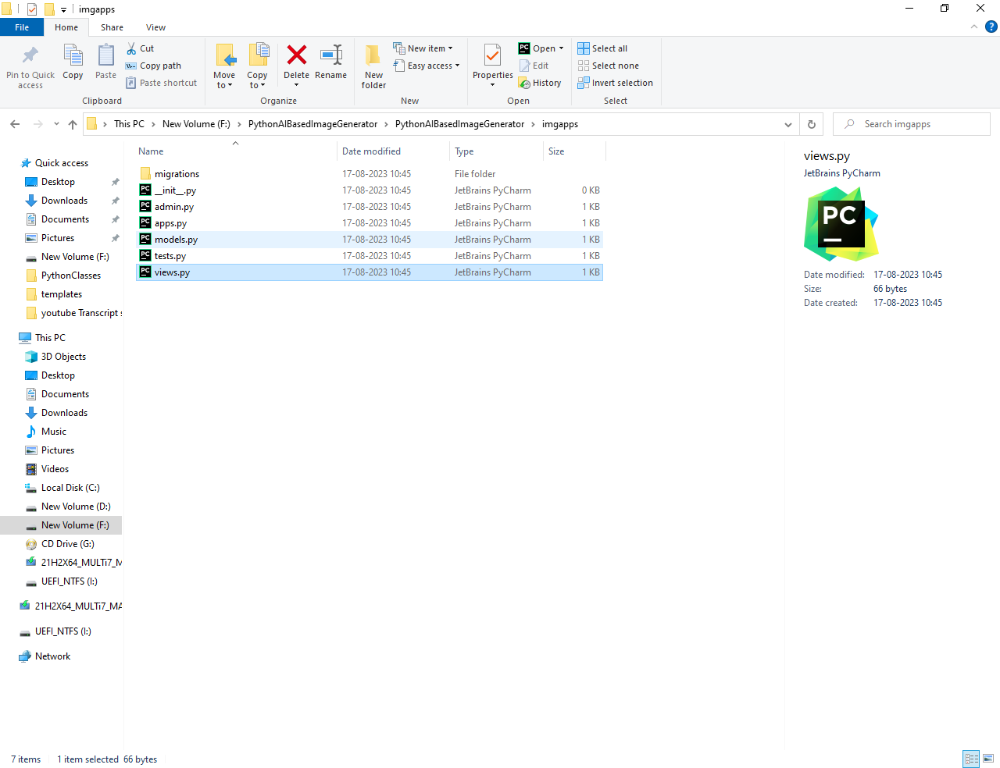 imgapps
File Home Share View
Pin to Quick access
Copy
Paste
Cut
Copy path
Paste shortcut
Clipboard
Move to
Copy to
Delete
Rename
Organize
New folder
New item
Easy access
New
Properties
Open
Edit
History
Open
Select all
Select none
Invert selection
Select
This PC New Volume (F:) PythonAIBasedImageGenerator PythonAIBasedImageGenerator imgapps
Search imgapps
Quick access
Desktop
Downloads
Documents
Pictures
New Volume (F:)
PythonClasses
templates
youtube Transcript s
This PC
3D Objects
Desktop
Documents
Downloads
Music
Pictures
Videos
Local Disk (C:)
New Volume (D:)
New Volume (F:)
CD Drive (G:)
21H2X64_MULTi7_M
UEFI_NTFS (I:)
21H2X64_MULTi7_MA
UEFI_NTFS (I:)
Network
Name Date modified Type Size
migrations 17-08-2023 10:45 File folder
__init__.py 17-08-2023 10:45 JetBrains PyCharm 0 KB
admin.py 17-08-2023 10:45 JetBrains PyCharm 1 KB
apps.py 17-08-2023 10:45 JetBrains PyCharm 1 KB
models.py 17-08-2023 10:45 JetBrains PyCharm 1 KB
tests.py 17-08-2023 10:45 JetBrains PyCharm 1 KB
views.py 17-08-2023 10:45 JetBrains PyCharm 1 KB
views.py
JetBrains PyCharm
PC
Date modified: 17-08-2023 10:45
Size: 66 bytes
Date created: 17-08-2023 10:45
7 items 1 item selected 66 bytes